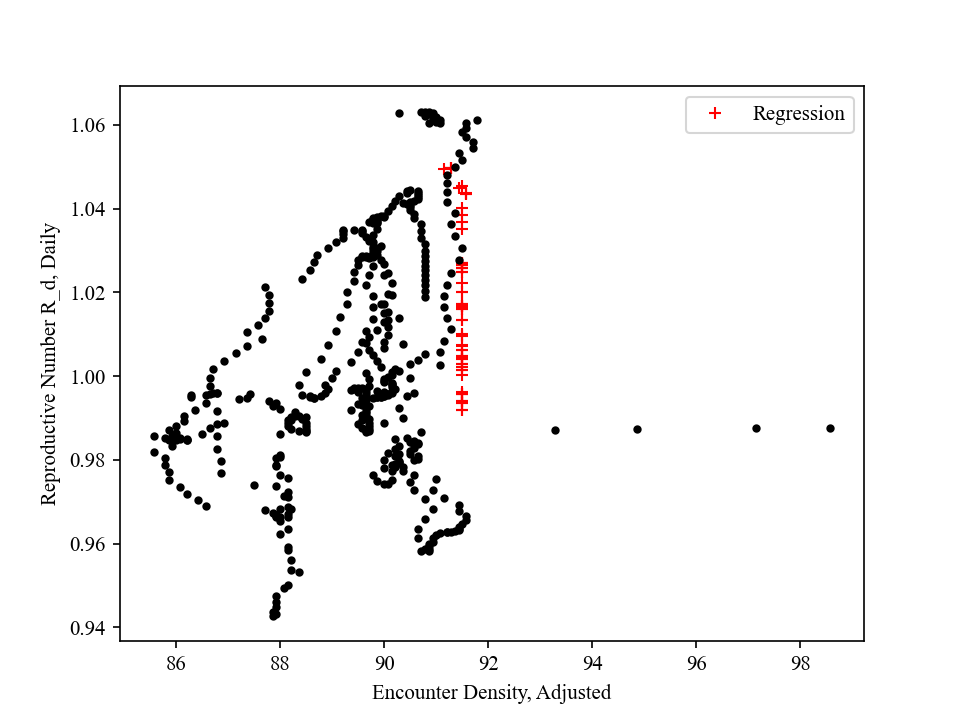 Regression
1.06
1.04
1.02
1.00
0.98
0.96
0.94
Reproductive Number R_d, Daily
86 88 90 92 94 96 98
Encounter Density, Adjusted